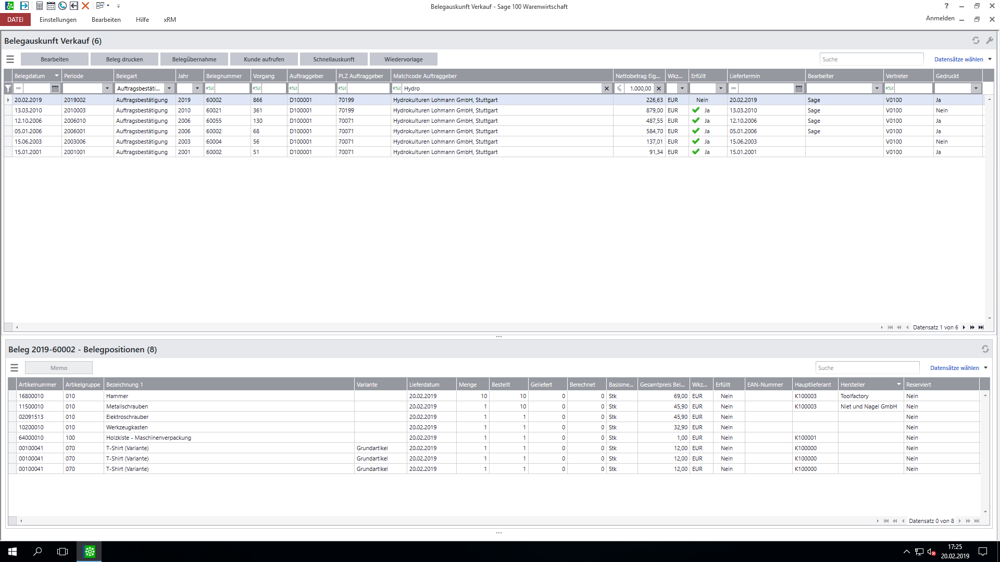 Belegauskunft Verkauf - Sage 100 Warenwirtschaft
DATEI Einstellungen Bearbeiten Hilfe xRM Anmelden
Belegauskunft Verkauf (6)
Bearbeiten Beleg drucken Belegübernahme Kunde aufrufen Schnellauskunft Wiedervorlage Suche Datensätze wählen
Belegdatum Periode Belegart Jahr Belegnummer Vorgang Auftraggeber PLZ Auftraggeber Matchcode Auftraggeber Nettobetrag Eig... Wkz... Erfüllt Liefertermin Bearbeiter Vertreter Gedruckt
= Auftragsbestäti... Hydro ≤ 1.000,00 =
20.02.2019 2019002 Auftragsbestätigung 2019 60002 866 D100001 70199 Hydrokulturen Lohmann GmbH, Stuttgart 226,63 EUR Nein 20.02.2019 Sage V0100 Ja
13.03.2010 2010003 Auftragsbestätigung 2010 60021 361 D100001 70199 Hydrokulturen Lohmann GmbH, Stuttgart 879,00 EUR Ja 13.03.2010 Sage V0100 Nein
12.10.2006 2006010 Auftragsbestätigung 2006 60055 130 D100001 70071 Hydrokulturen Lohmann GmbH, Stuttgart 487,55 EUR Ja 12.10.2006 Sage V0100 Ja
05.01.2006 2006001 Auftragsbestätigung 2006 60002 68 D100001 70071 Hydrokulturen Lohmann GmbH, Stuttgart 584,70 EUR Ja 05.01.2006 Sage V0100 Ja
15.06.2003 2003006 Auftragsbestätigung 2003 60004 56 D100001 70071 Hydrokulturen Lohmann GmbH, Stuttgart 137,01 EUR Ja 15.06.2003 V0100 Nein
15.01.2001 2001001 Auftragsbestätigung 2001 60002 51 D100001 70071 Hydrokulturen Lohmann GmbH, Stuttgart 91,34 EUR Ja 15.01.2001 V0100 Ja
Datensatz 1 von 6
Beleg 2019-60002 - Belegpositionen (8)
Memo Suche Datensätze wählen
Artikelnummer Artikelgruppe Bezeichnung 1 Variante Lieferdatum Menge Bestellt Geliefert Berechnet Basisme... Gesamtpreis Bel... Wkz... Erfüllt EAN-Nummer Hauptlieferant Hersteller Reserviert
16800010 010 Hammer 20.02.2019 10 10 0 0 Stk 69,00 EUR Nein K100003 Toolfactory Nein
11500010 010 Metallschrauben 20.02.2019 1 10 0 0 Stk 45,90 EUR Nein K100003 Niet und Nagel GmbH Nein
02091513 010 Elektroschrauber 20.02.2019 1 1 0 0 Stk 45,90 EUR Nein Nein
10200010 010 Werkzeugkasten 20.02.2019 1 1 0 0 Stk 32,90 EUR Nein Nein
64000010 100 Holzkiste - Maschinenverpackung 20.02.2019 1 1 0 0 Stk 1,00 EUR Nein K100001 Nein
00100041 070 T-Shirt (Variante) Grundartikel 20.02.2019 1 1 0 0 Stk 12,00 EUR Nein K100000 Nein
00100041 070 T-Shirt (Variante) Grundartikel 20.02.2019 1 1 0 0 Stk 12,00 EUR Nein K100000 Nein
00100041 070 T-Shirt (Variante) Grundartikel 20.02.2019 1 1 0 0 Stk 12,00 EUR Nein K100000 Nein
Datensatz 0 von 8
17:25
20.02.2019